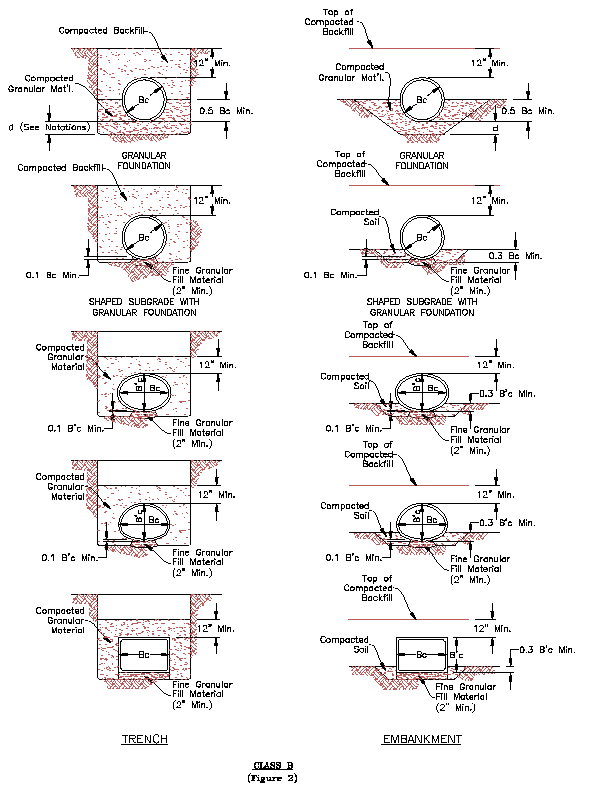 Compacted Backfill
12" Min.
Compacted
Granular Mat'l.
Bc
0.5 Bc Min.
d (See Notations)
GRANULAR
FOUNDATION
Top of
Compacted
Backfill
12" Min.
Compacted
Granular Mat'l.
Bc
0.5 Bc Min.
d
GRANULAR
FOUNDATION
Compacted Backfill
12" Min.
Bc
0.1 Bc Min.
Fine Granular
Fill Material
(2" Min.)
SHAPED SUBGRADE WITH
GRANULAR FOUNDATION
Top of
Compacted
Backfill
12" Min.
Compacted
Soil
Bc
0.3 Bc Min.
0.1 Bc Min.
Fine Granular
Fill Material
(2" Min.)
SHAPED SUBGRADE WITH
GRANULAR FOUNDATION
Compacted
Granular
Material
12" Min.
B'c
Bc
0.1 B'c Min.
Fine Granular
Fill Material
(2" Min.)
Top of
Compacted
Backfill
12" Min.
Compacted
Soil
B'c
Bc
0.3 B'c Min.
0.1 B'c Min.
Fine Granular
Fill Material
(2" Min.)
Compacted
Granular
Material
12" Min.
B'c
Bc
0.1 B'c Min.
Fine Granular
Fill Material
(2" Min.)
Top of
Compacted
Backfill
12" Min.
Compacted
Soil
B'c
Bc
0.3 B'c Min.
0.1 B'c Min.
Fine Granular
Fill Material
(2" Min.)
Compacted
Granular
Material
12" Min.
Bc
Fine Granular
Fill Material
(2" Min.)
Top of
Compacted
Backfill
12" Min.
Compacted
Soil
Bc
B'c
0.3 B'c Min.
Fine Granular
Fill Material
(2" Min.)
TRENCH
EMBANKMENT
CLASS B
(Figure 2)